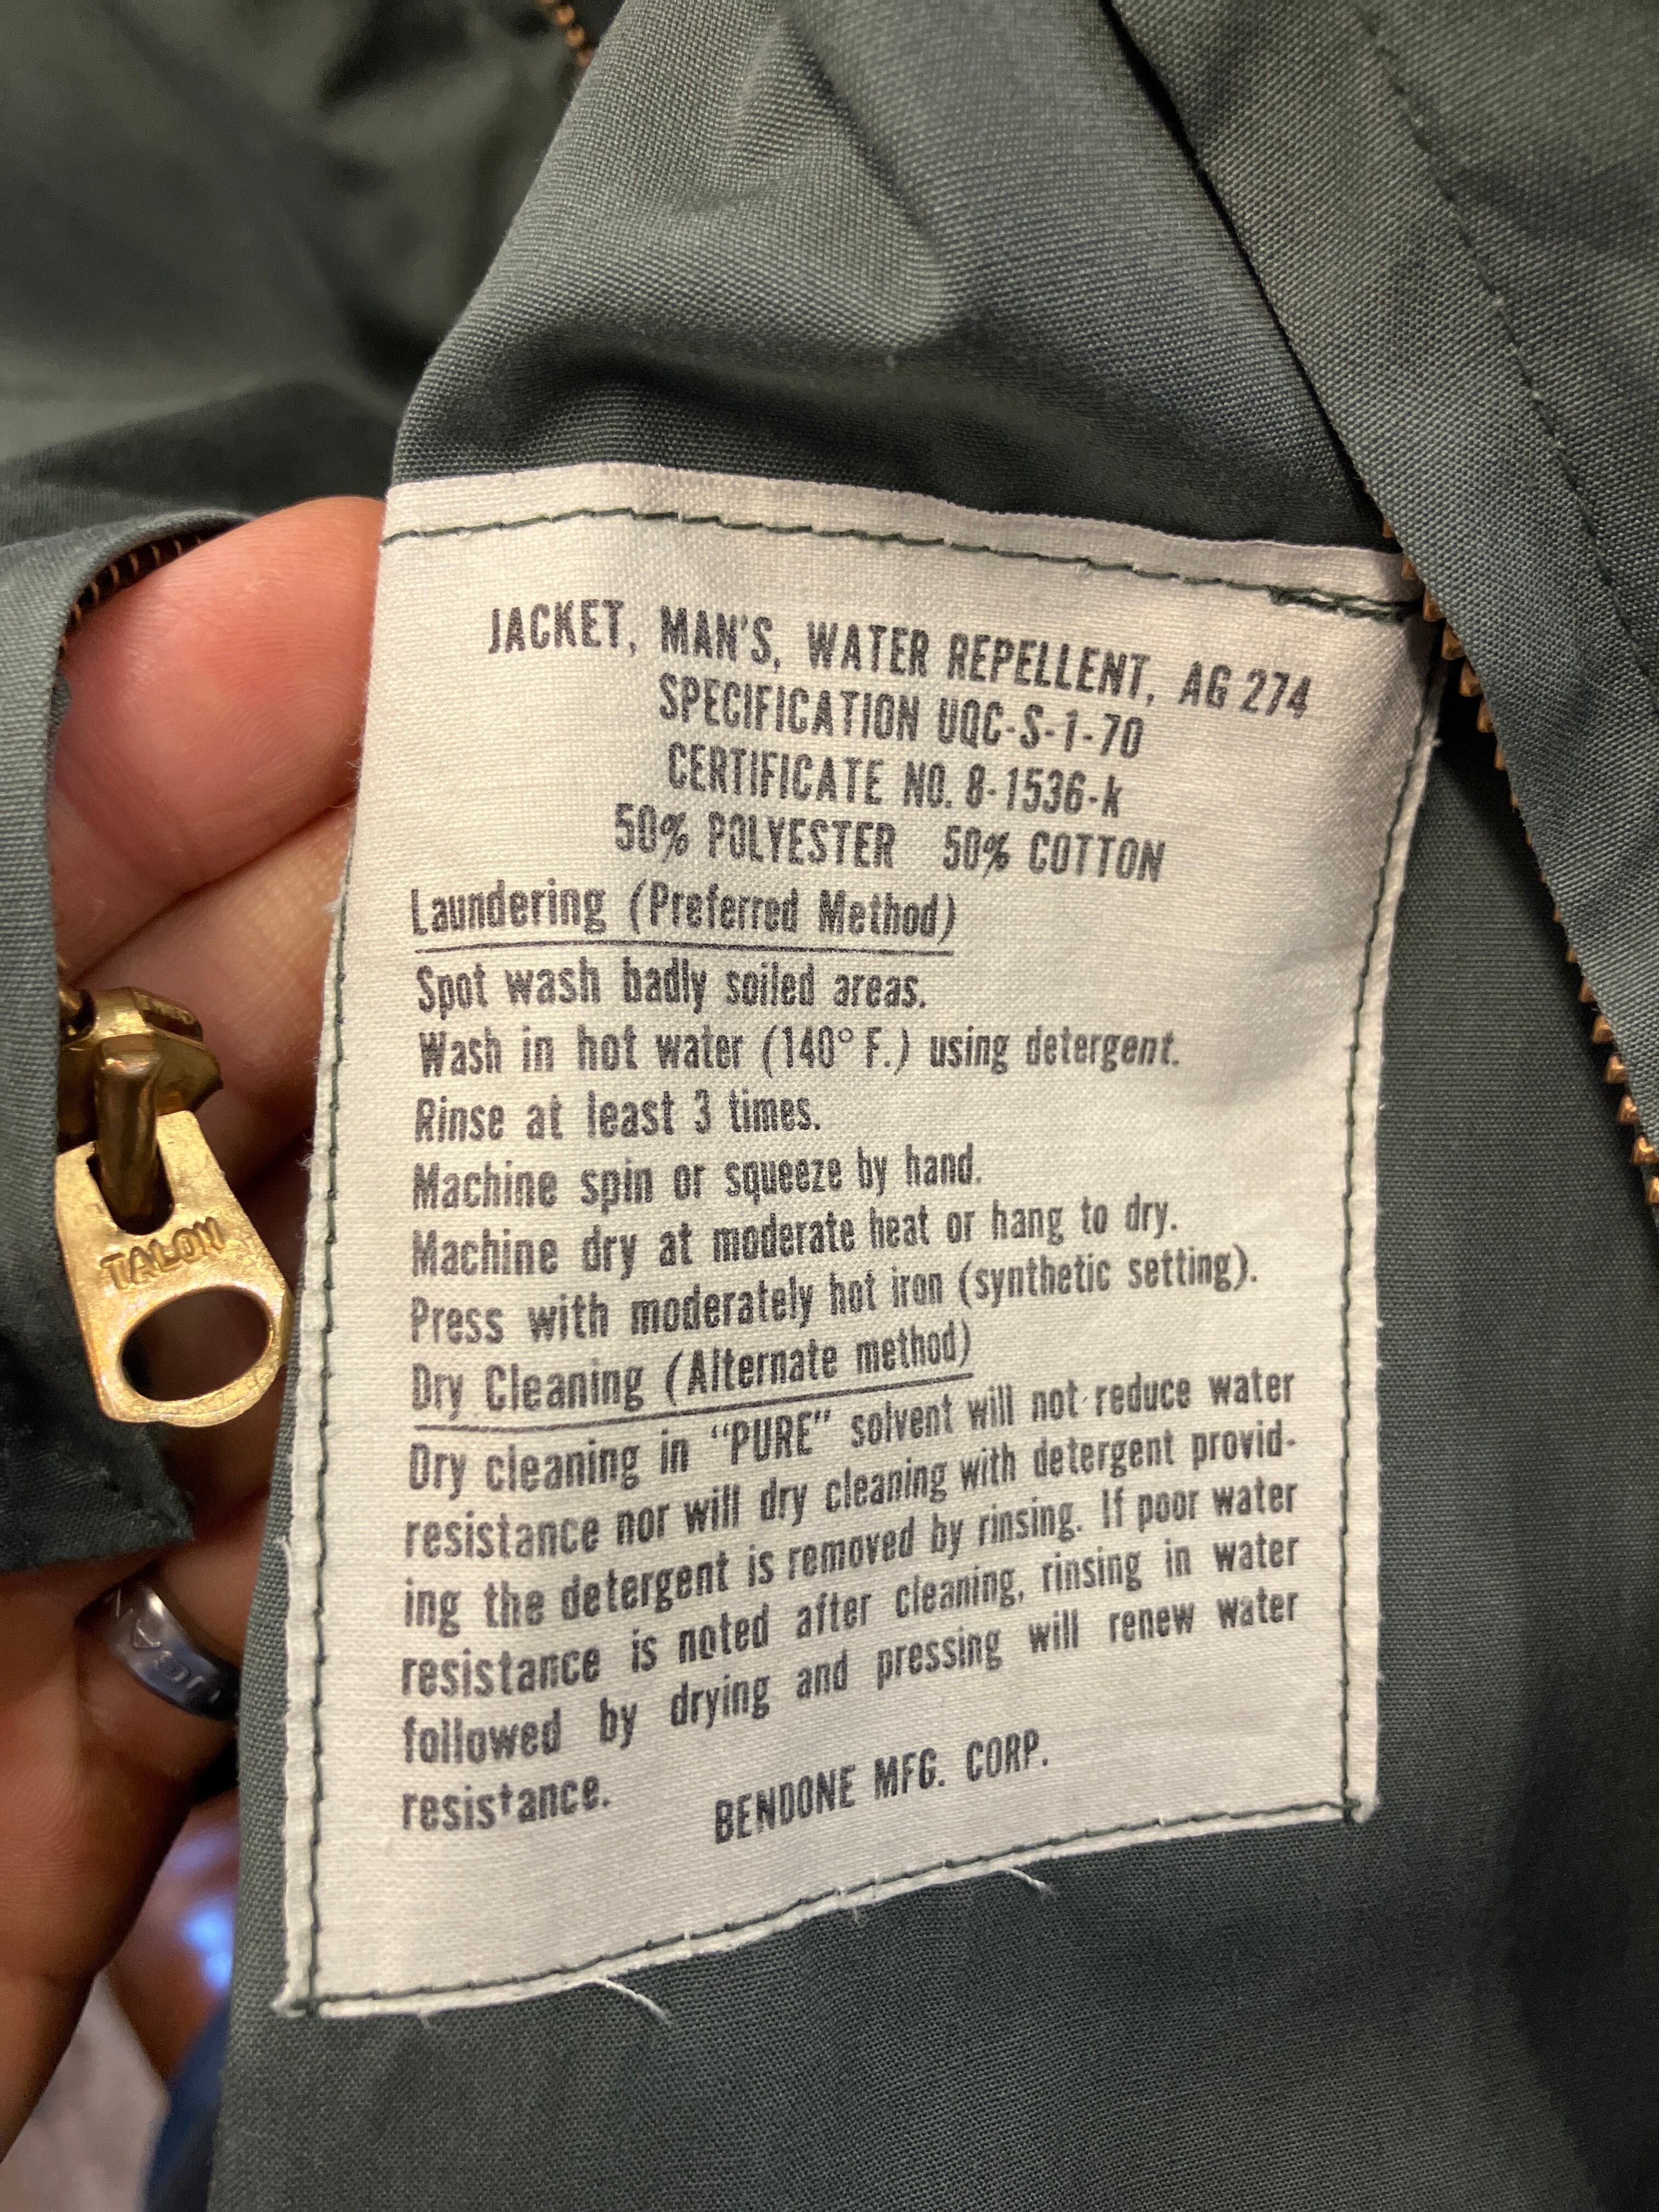 JACKET, MAN'S, WATER REPELLENT, AG 274
SPECIFICATION UQC-S-1-70
CERTIFICATE NO. 8-1536-k
50% POLYESTER 50% COTTON
Laundering (Preferred Method)
Spot wash badly soiled areas.
Wash in hot water (140° F.) using detergent.
Rinse at least 3 times.
Machine spin or squeeze by hand.
Machine dry at moderate heat or hang to dry.
Press with moderately hot iron (synthetic setting).
Dry Cleaning (Alternate method)
Dry cleaning in "PURE" solvent will not reduce water
resistance nor will dry cleaning with detergent provid-
ing the detergent is removed by rinsing. If poor water
resistance is noted after cleaning, rinsing in water
followed by drying and pressing will renew water
resistance.
BENDONE MFG. CORP.
TALON